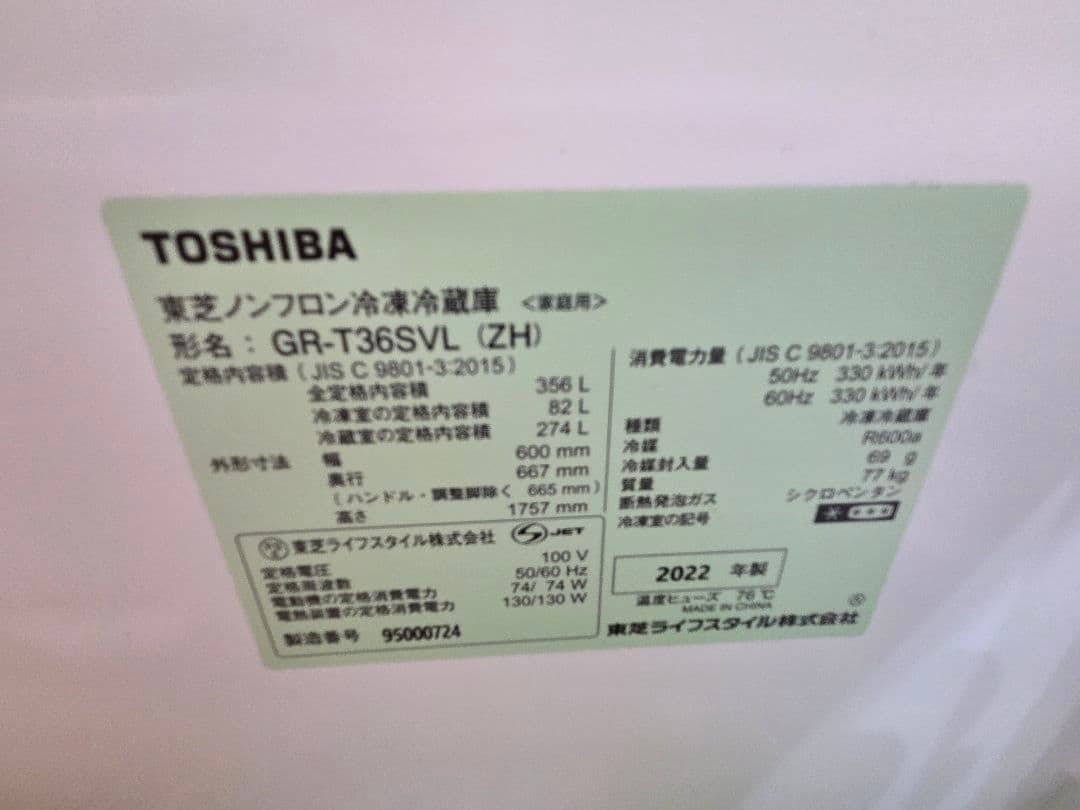 TOSHIBA
東芝ノンフロン冷凍冷蔵庫 <家庭用>
形名： GR-T36SVL (ZH)
定格内容積 (JIS C 9801-3:2015)
全定格内容積 356 L
冷凍室の定格内容積 82 L
冷蔵室の定格内容積 274 L
外形寸法 幅 600 mm
奥行 667 mm
(ハンドル・調整脚除く 665 mm)
高さ 1757 mm
東芝ライフスタイル株式会社 JET
定格電圧 100 V
定格周波数 50/60 Hz
電動機の定格消費電力 74/ 74 W
電熱装置の定格消費電力 130/130 W
製造番号 95000724
消費電力量 (JIS C 9801-3:2015)
50Hz 330 kWh/年
60Hz 330 kWh/年
種類 冷凍冷蔵庫
冷媒 R600a
冷媒封入量 69 g
質量 77 kg
断熱発泡ガス シクロペンタン
冷凍室の記号
2022 年製
温度ヒューズ 76℃
MADE IN CHINA
東芝ライフスタイル株式会社